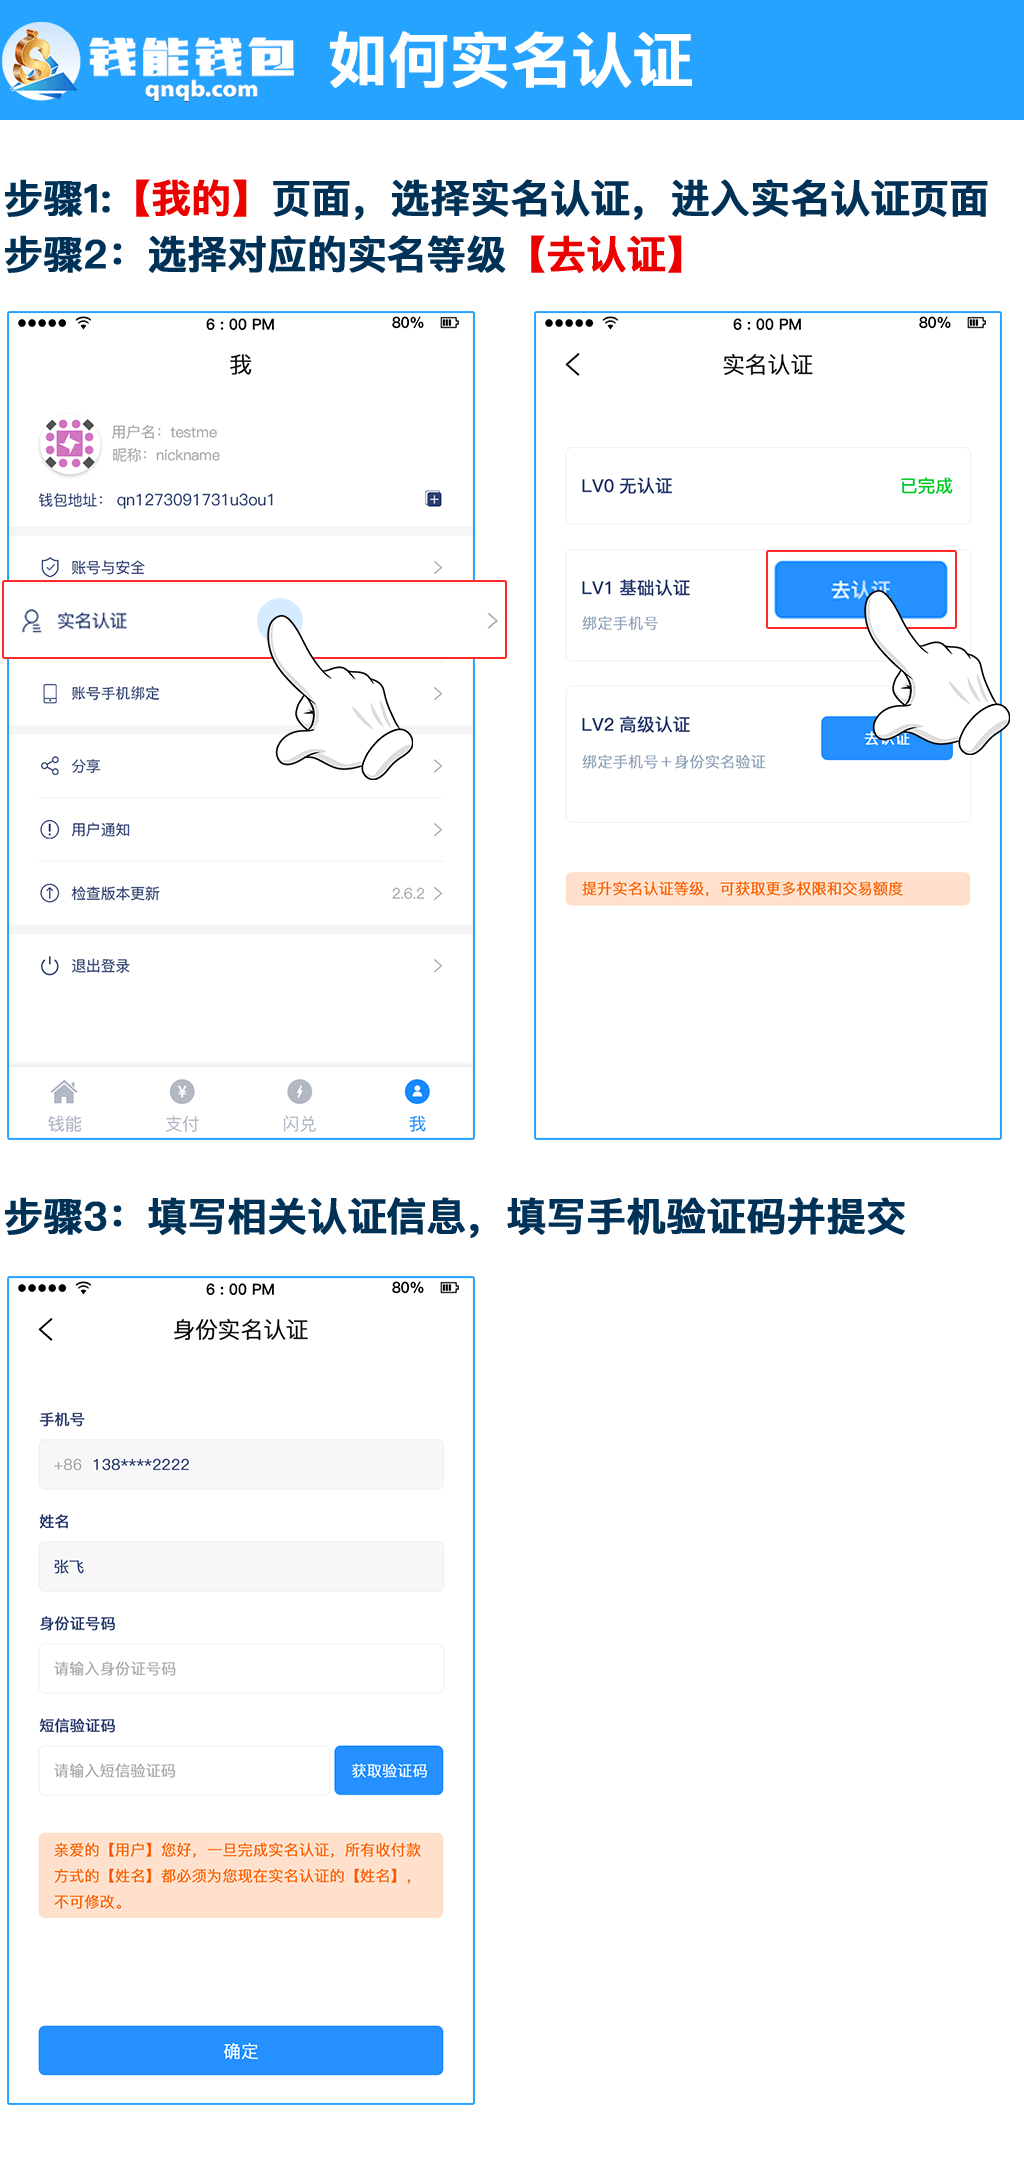 钱能钱包
qnqb.com
如何实名认证
步骤1:【我的】页面，选择实名认证，进入实名认证页面
步骤2：选择对应的实名等级【去认证】
6 : 00 PM
80%
我
用户名：testme
昵称：nickname
钱包地址： qn1273091731u3ou1
账号与安全
实名认证
账号手机绑定
分享
用户通知
检查版本更新
2.6.2
退出登录
钱能
支付
闪兑
我
6 : 00 PM
80%
实名认证
LV0 无认证
已完成
LV1 基础认证
去认证
绑定手机号
LV2 高级认证
去认证
绑定手机号＋身份实名验证
提升实名认证等级，可获取更多权限和交易额度
步骤3：填写相关认证信息，填写手机验证码并提交
6 : 00 PM
80%
身份实名认证
手机号
+86 138****2222
姓名
张飞
身份证号码
请输入身份证号码
短信验证码
请输入短信验证码
获取验证码
亲爱的【用户】您好，一旦完成实名认证，所有收付款
方式的【姓名】都必须为您现在实名认证的【姓名】，
不可修改。
确定